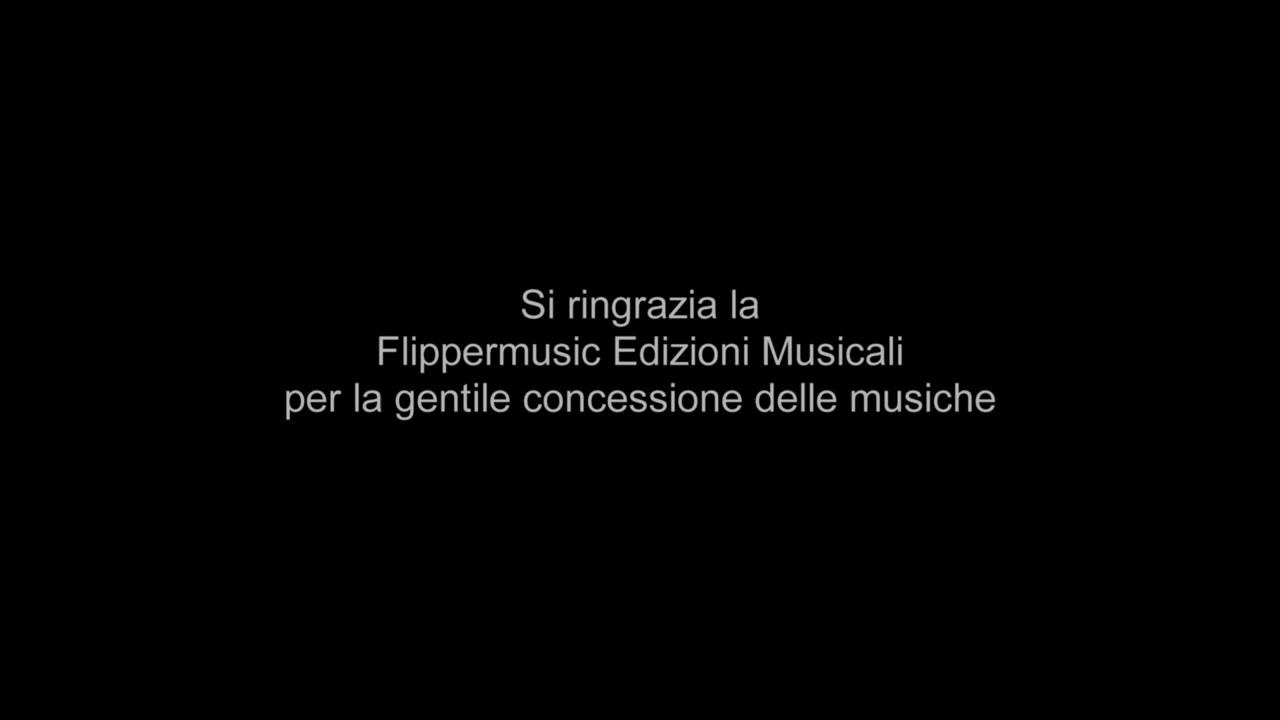 Si ringrazia la
Flippermusic Edizioni Musicali
per la gentile concessione delle musiche